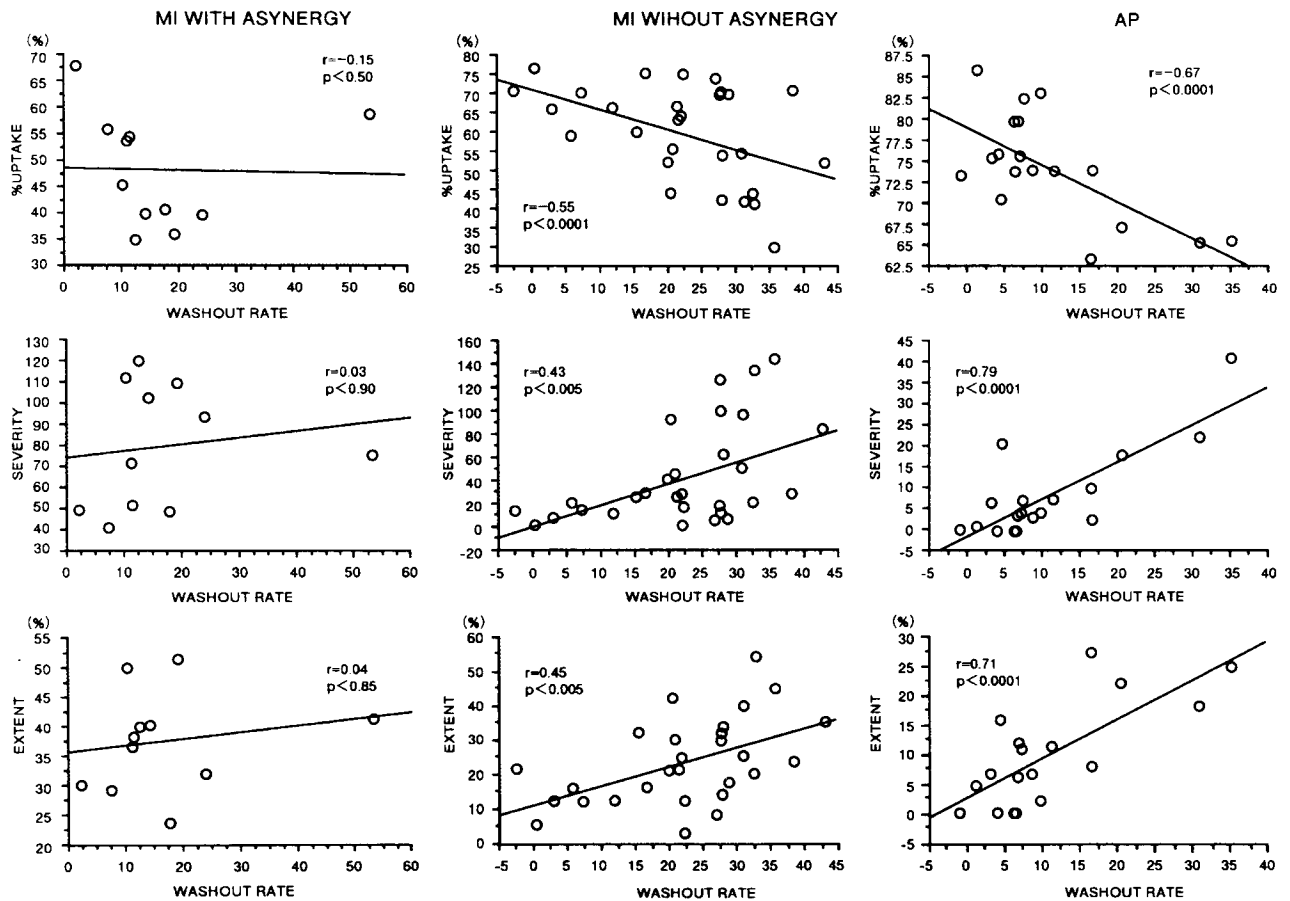 MI WITH ASYNERGY
MI WIHOUT ASYNERGY
AP
(%)
70
65
60
55
50
45
40
35
30
%UPTAKE
r=-0.15
p<0.50
0 10 20 30 40 50 60
WASHOUT RATE
(%)
80
75
70
65
60
55
50
45
40
35
30
25
%UPTAKE
r=-0.55
p<0.0001
-5 0 5 10 15 20 25 30 35 40 45
WASHOUT RATE
(%)
87.5
85
82.5
80
77.5
75
72.5
70
67.5
65
62.5
%UPTAKE
r=-0.67
p<0.0001
-5 0 5 10 15 20 25 30 35 40
WASHOUT RATE
130
120
110
100
90
80
70
60
50
40
30
SEVERITY
r=0.03
p<0.90
0 10 20 30 40 50 60
WASHOUT RATE
160
140
120
100
80
60
40
20
0
-20
SEVERITY
r=0.43
p<0.005
-5 0 5 10 15 20 25 30 35 40 45
WASHOUT RATE
45
40
35
30
25
20
15
10
5
0
-5
SEVERITY
r=0.79
p<0.0001
-5 0 5 10 15 20 25 30 35 40
WASHOUT RATE
(%)
55
50
45
40
35
30
25
20
EXTENT
r=0.04
p<0.85
0 10 20 30 40 50 60
WASHOUT RATE
(%)
60
50
40
30
20
10
0
EXTENT
r=0.45
p<0.005
-5 0 5 10 15 20 25 30 35 40 45
WASHOUT RATE
(%)
30
25
20
15
10
5
0
-5
EXTENT
r=0.71
p<0.0001
-5 0 5 10 15 20 25 30 35 40
WASHOUT RATE